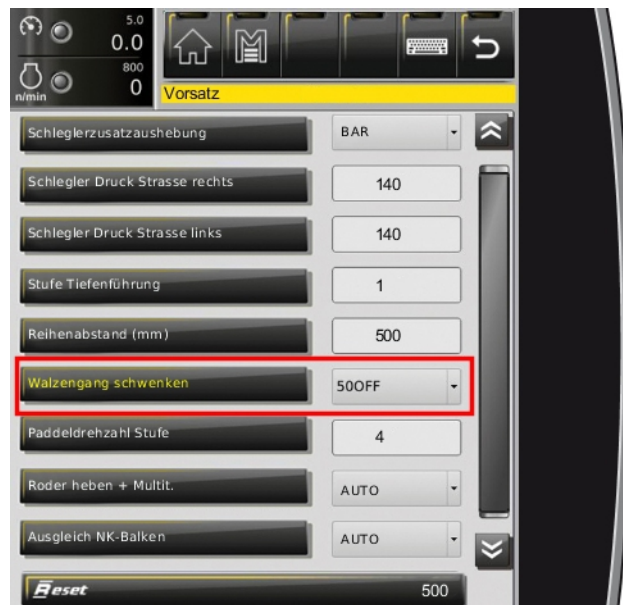 5.0
0.0
800
n/min 0
Vorsatz
Schleglerzusatzaushebung BAR
Schlegler Druck Strasse rechts 140
Schlegler Druck Strasse links 140
Stufe Tiefenführung 1
Reihenabstand (mm) 500
Walzengang schwenken 50OFF
Paddeldrehzahl Stufe 4
Roder heben + Multit. AUTO
Ausgleich NK-Balken AUTO
Reset 500